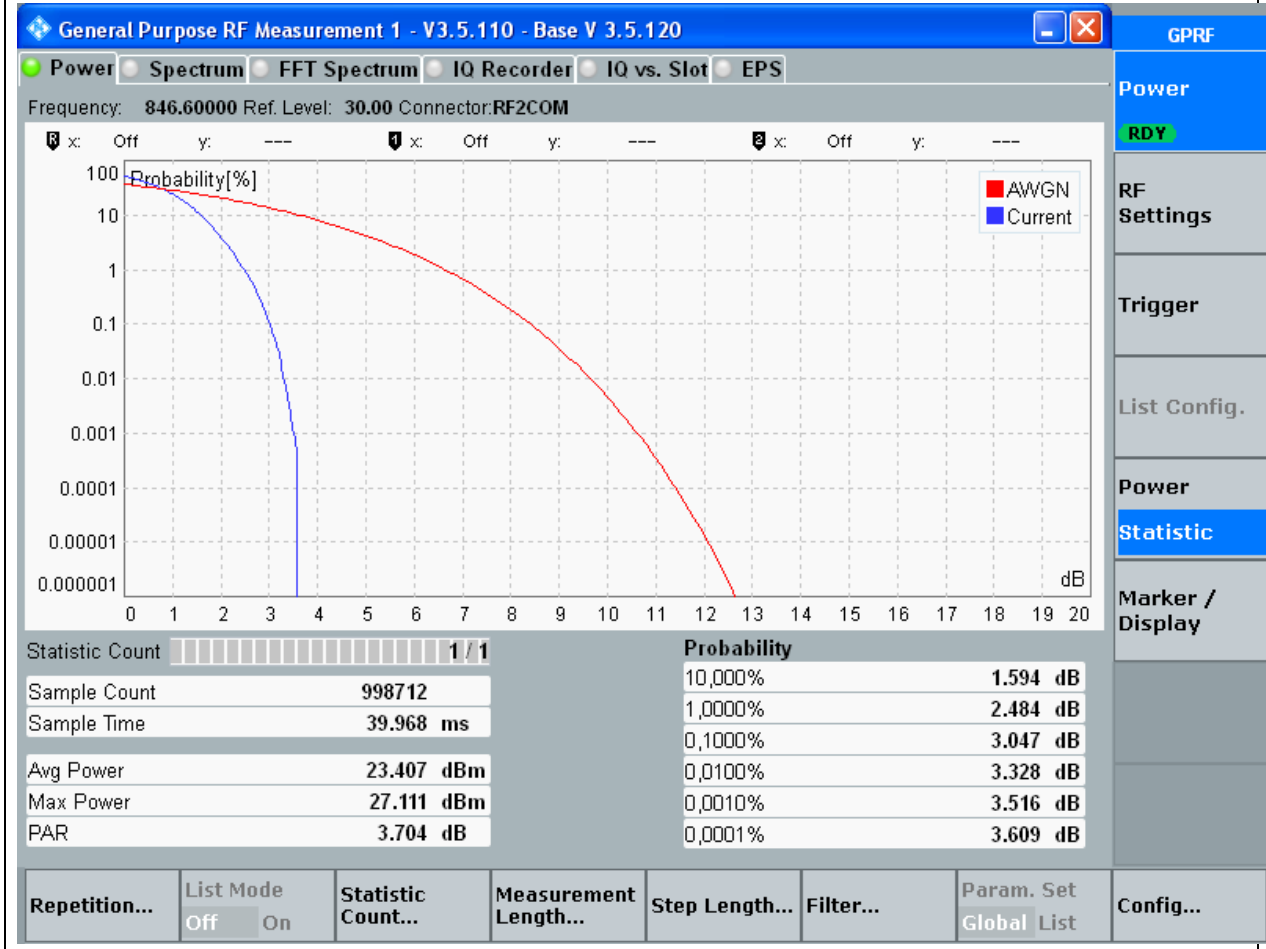 General Purpose RF Measurement 1 - V3.5.110 - Base V 3.5.120
GPRF
Power Spectrum FFT Spectrum IQ Recorder IQ vs. Slot EPS
Frequency: 846.60000 Ref. Level: 30.00 Connector:RF2COM
R x: Off y: --- 1 x: Off y: --- 2 x: Off y: ---
Probability[%]
100
10
1
0.1
0.01
0.001
0.0001
0.00001
0.000001
AWGN
Current
dB
0 1 2 3 4 5 6 7 8 9 10 11 12 13 14 15 16 17 18 19 20
Statistic Count 1 / 1
Sample Count 998712
Sample Time 39.968 ms
Avg Power 23.407 dBm
Max Power 27.111 dBm
PAR 3.704 dB
Probability
10,000% 1.594 dB
1,0000% 2.484 dB
0,1000% 3.047 dB
0,0100% 3.328 dB
0,0010% 3.516 dB
0,0001% 3.609 dB
Power
RDY
RF
Settings
Trigger
List Config.
Power
Statistic
Marker /
Display
Repetition...
List Mode
Off On
Statistic
Count...
Measurement
Length...
Step Length...
Filter...
Param. Set
Global List
Config...